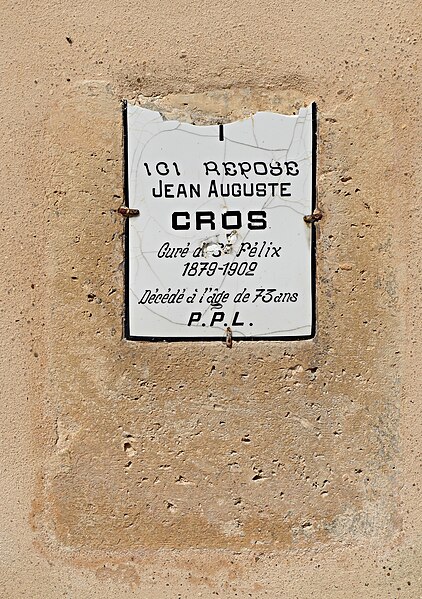 ICI REPOSE
JEAN AUGUSTE
CROS
Curé de St Félix
1879-1902
Décédé à l'âge de 73 ans
P.P.L.